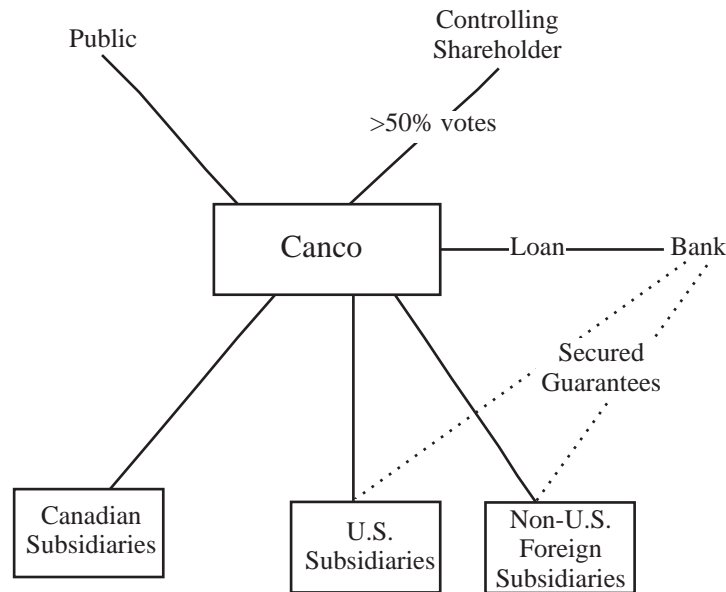 Public
Controlling
Shareholder
>50% votes
Canco
Loan
Bank
Secured
Guarantees
Canadian
Subsidiaries
U.S.
Subsidiaries
Non-U.S.
Foreign
Subsidiaries